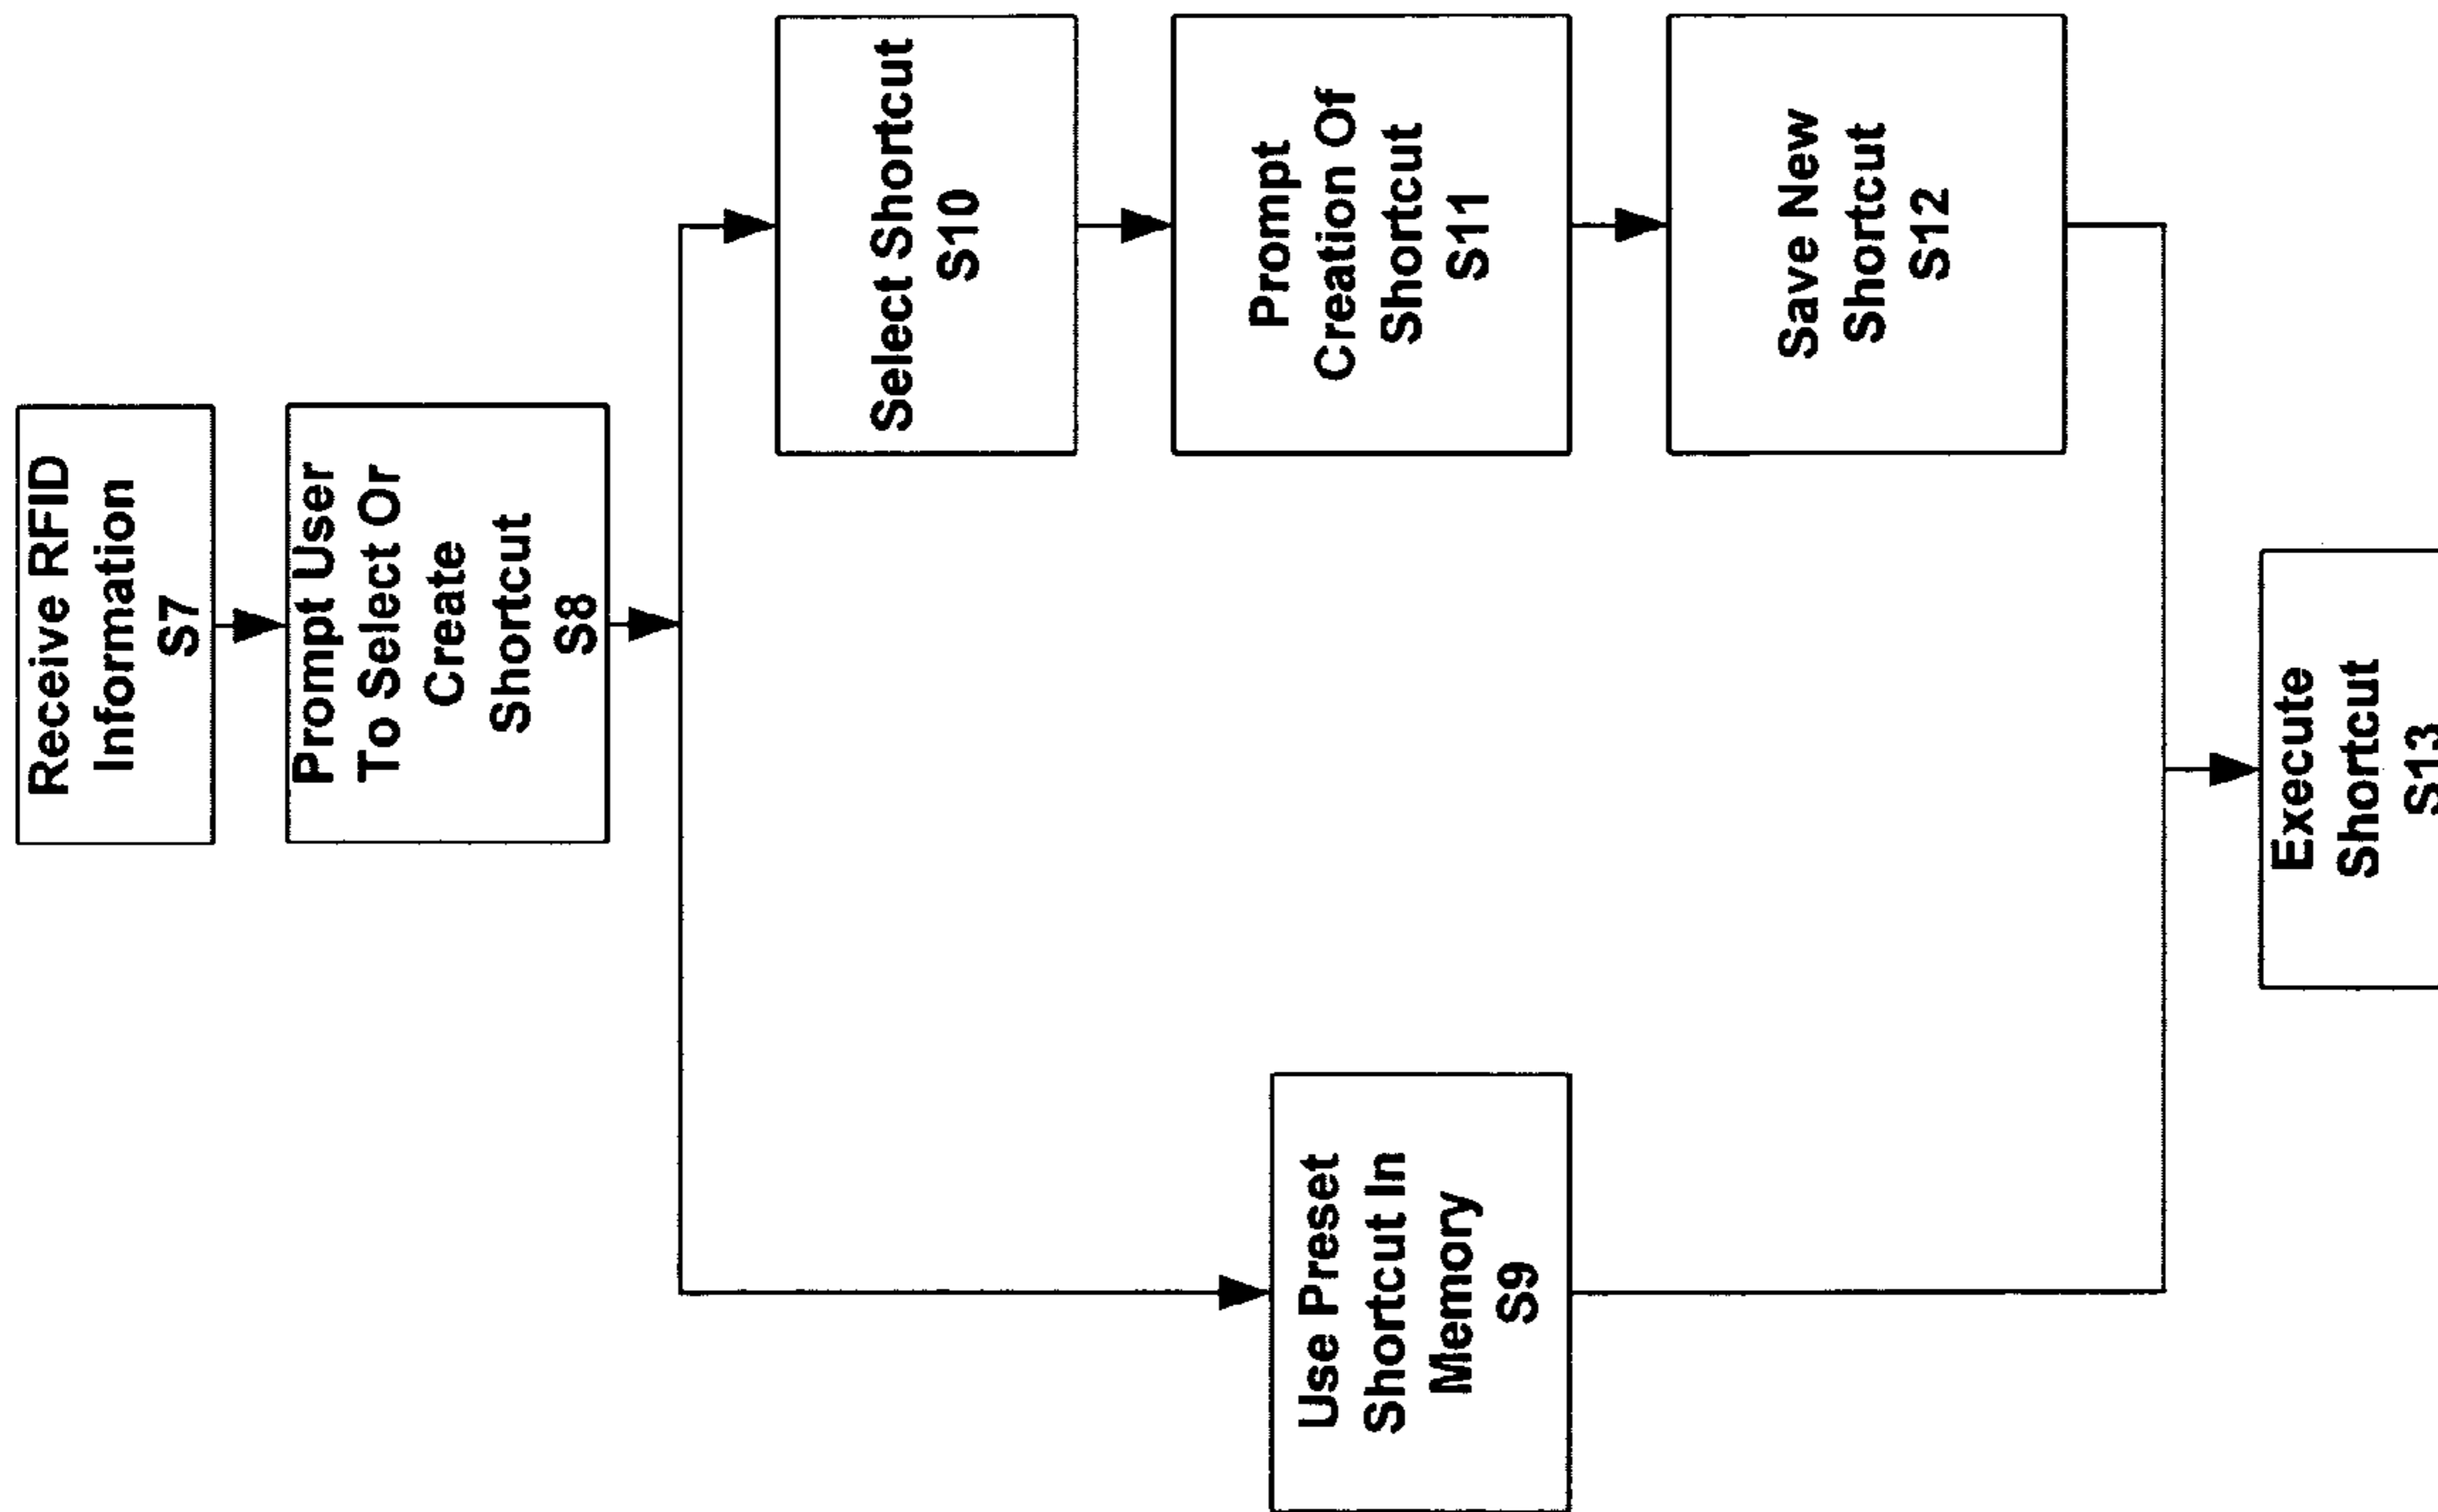 Receive RFID
Information
S7
Prompt User
To Select Or
Create
Shortcut
S8
Use Preset
Shortcut In
Memory
S9
Select Shortcut
S10
Prompt
Creation Of
Shortcut
S11
Save New
Shortcut
S12
Execute
Shortcut
S13